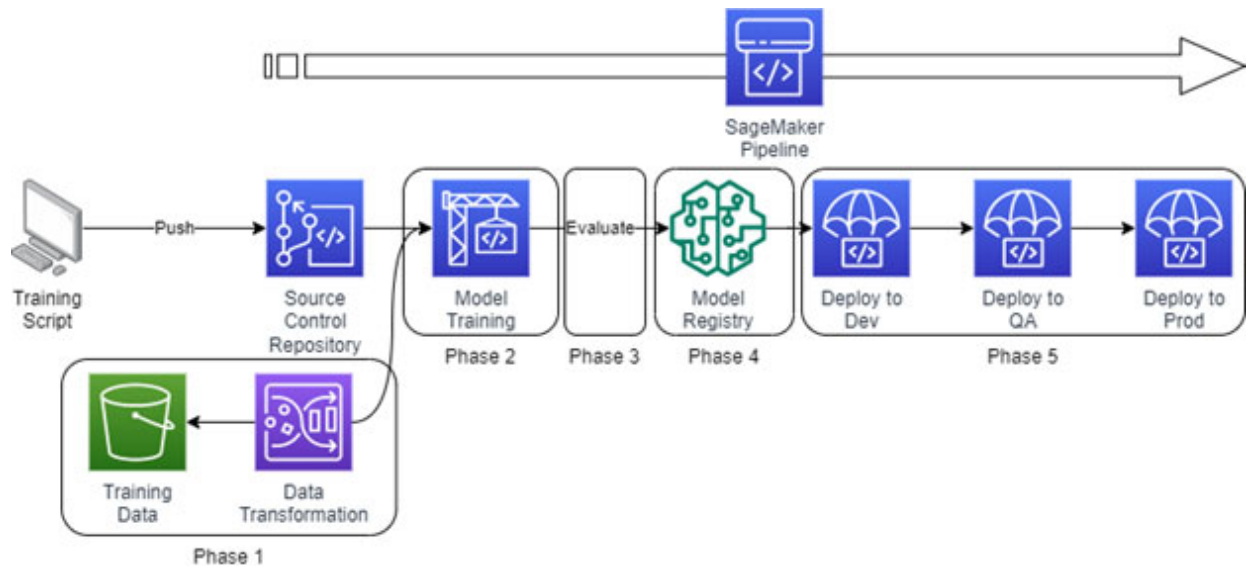 SageMaker
Pipeline
Push
Evaluate
Training
Script
Source
Control
Repository
Model
Training
Model
Registry
Deploy to
Dev
Deploy to
QA
Deploy to
Prod
Phase 2
Phase 3
Phase 4
Phase 5
Training
Data
Data
Transformation
Phase 1